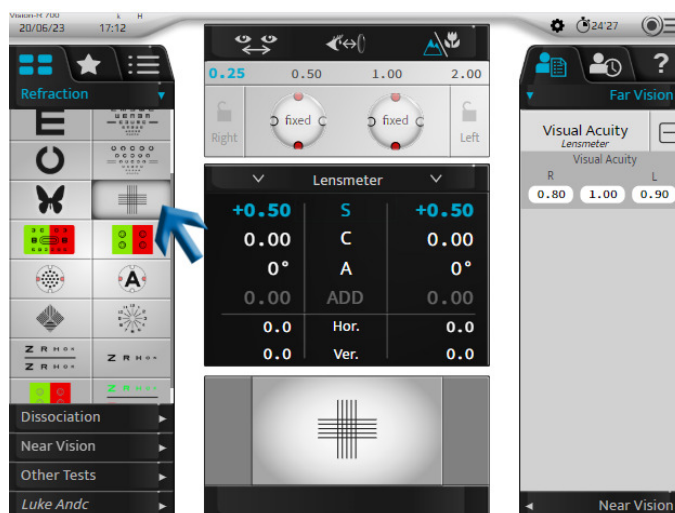 Vision-R 700
20/06/23 17:12 24'27
?
Refraction
E
A
Z R H O N
Z R H O N
Z R H O N
Dissociation
Near Vision
Other Tests
Luke Andc
0.25 0.50 1.00 2.00
Right fixed fixed Left
Lensmeter
+0.50 S +0.50
0.00 C 0.00
0° A 0°
0.00 ADD 0.00
0.0 Hor. 0.0
0.0 Ver. 0.0
Far Vision
Visual Acuity
Lensmeter
Visual Acuity
R L
0.80 1.00 0.90
Near Vision